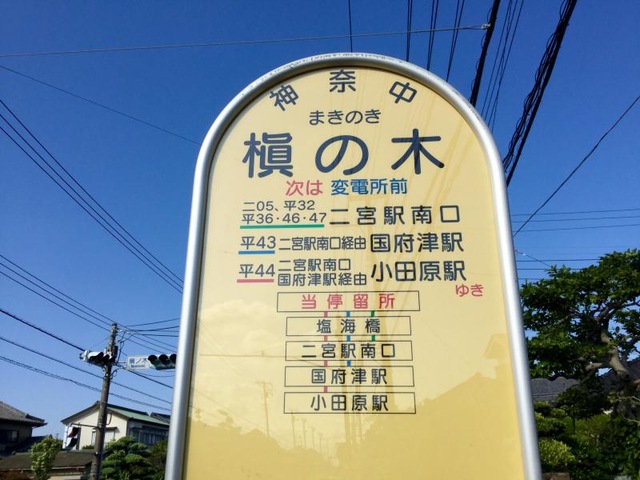 神奈中
まきのき
槇の木
次は 変電所前
二05、平32
平36・46・47 二宮駅南口
平43 二宮駅南口経由 国府津駅
平44 二宮駅南口
国府津駅経由 小田原駅
ゆき
当停留所
塩海橋
二宮駅南口
国府津駅
小田原駅